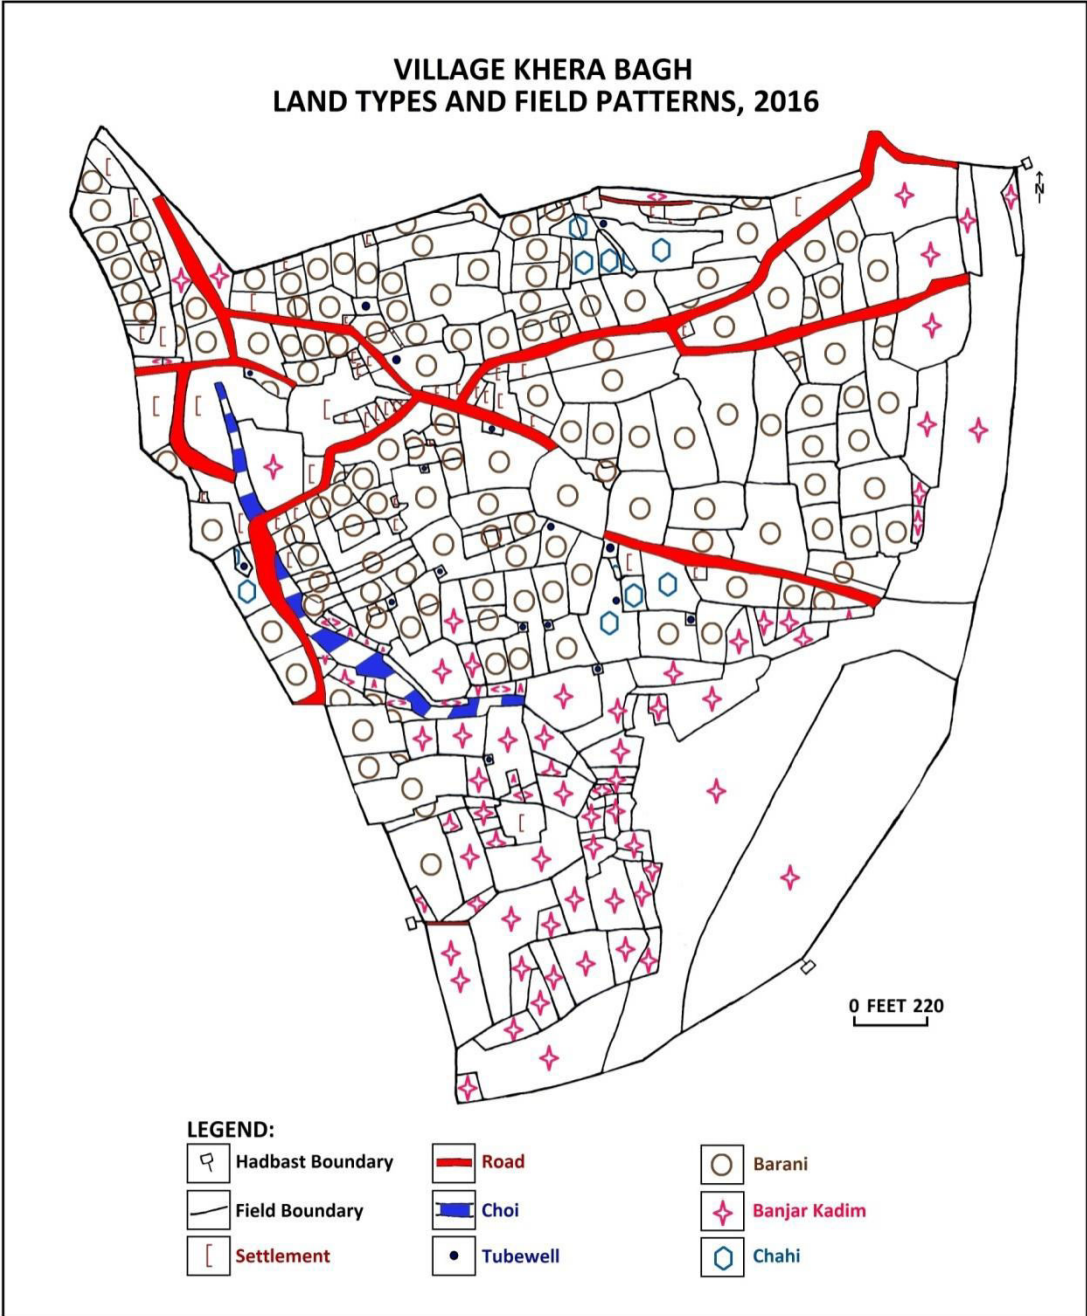 VILLAGE KHERA BAGH
LAND TYPES AND FIELD PATTERNS, 2016
N
0 FEET 220
LEGEND:
Hadbast Boundary
Road
Barani
Field Boundary
Choi
Banjar Kadim
Settlement
Tubewell
Chahi